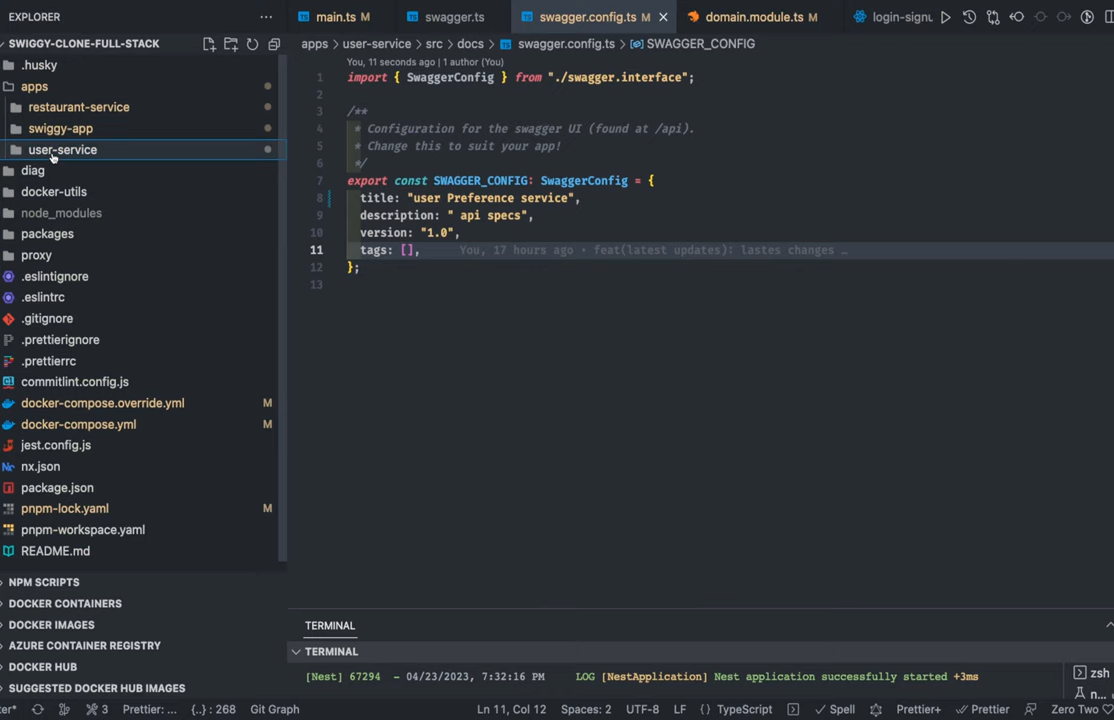 EXPLORER
SWIGGY-CLONE-FULL-STACK
.husky
apps
restaurant-service
swiggy-app
user-service
diag
docker-utils
node_modules
packages
proxy
.eslintignore
.eslintrc
.gitignore
.prettierignore
.prettierrc
commitlint.config.js
docker-compose.override.yml M
docker-compose.yml M
jest.config.js
nx.json
package.json
pnpm-lock.yaml M
pnpm-workspace.yaml
README.md
NPM SCRIPTS
DOCKER CONTAINERS
DOCKER IMAGES
AZURE CONTAINER REGISTRY
DOCKER HUB
SUGGESTED DOCKER HUB IMAGES
main.ts M swagger.ts swagger.config.ts M domain.module.ts M login-signu
apps > user-service > src > docs > swagger.config.ts > SWAGGER_CONFIG
You, 11 seconds ago | 1 author (You)
1 import { SwaggerConfig } from "./swagger.interface";
2
3 /**
4 * Configuration for the swagger UI (found at /api).
5 * Change this to suit your app!
6 */
7 export const SWAGGER_CONFIG: SwaggerConfig = {
8 title: "user Preference service",
9 description: " api specs",
10 version: "1.0",
11 tags: [], You, 17 hours ago • feat(latest updates): lastes changes …
12 };
13
TERMINAL
TERMINAL
[Nest] 67294 - 04/23/2023, 7:32:16 PM LOG [NestApplication] Nest application successfully started +3ms
zsh
n...
ter* 3 Prettier: ... {..} : 268 Git Graph Ln 11, Col 12 Spaces: 2 UTF-8 LF { } TypeScript Spell Prettier+ Prettier Zero Two